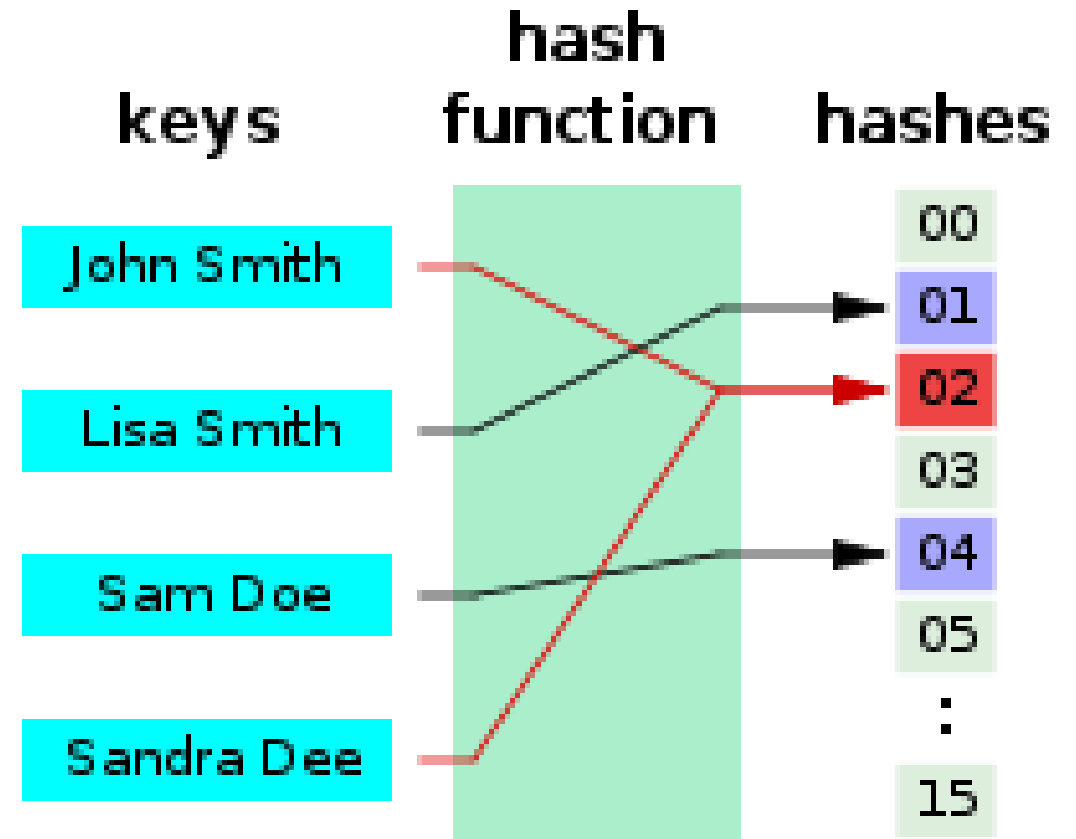 keys
hash
function
hashes
John Smith
Lisa Smith
Sam Doe
Sandra Dee
00
01
02
03
04
05
:
15